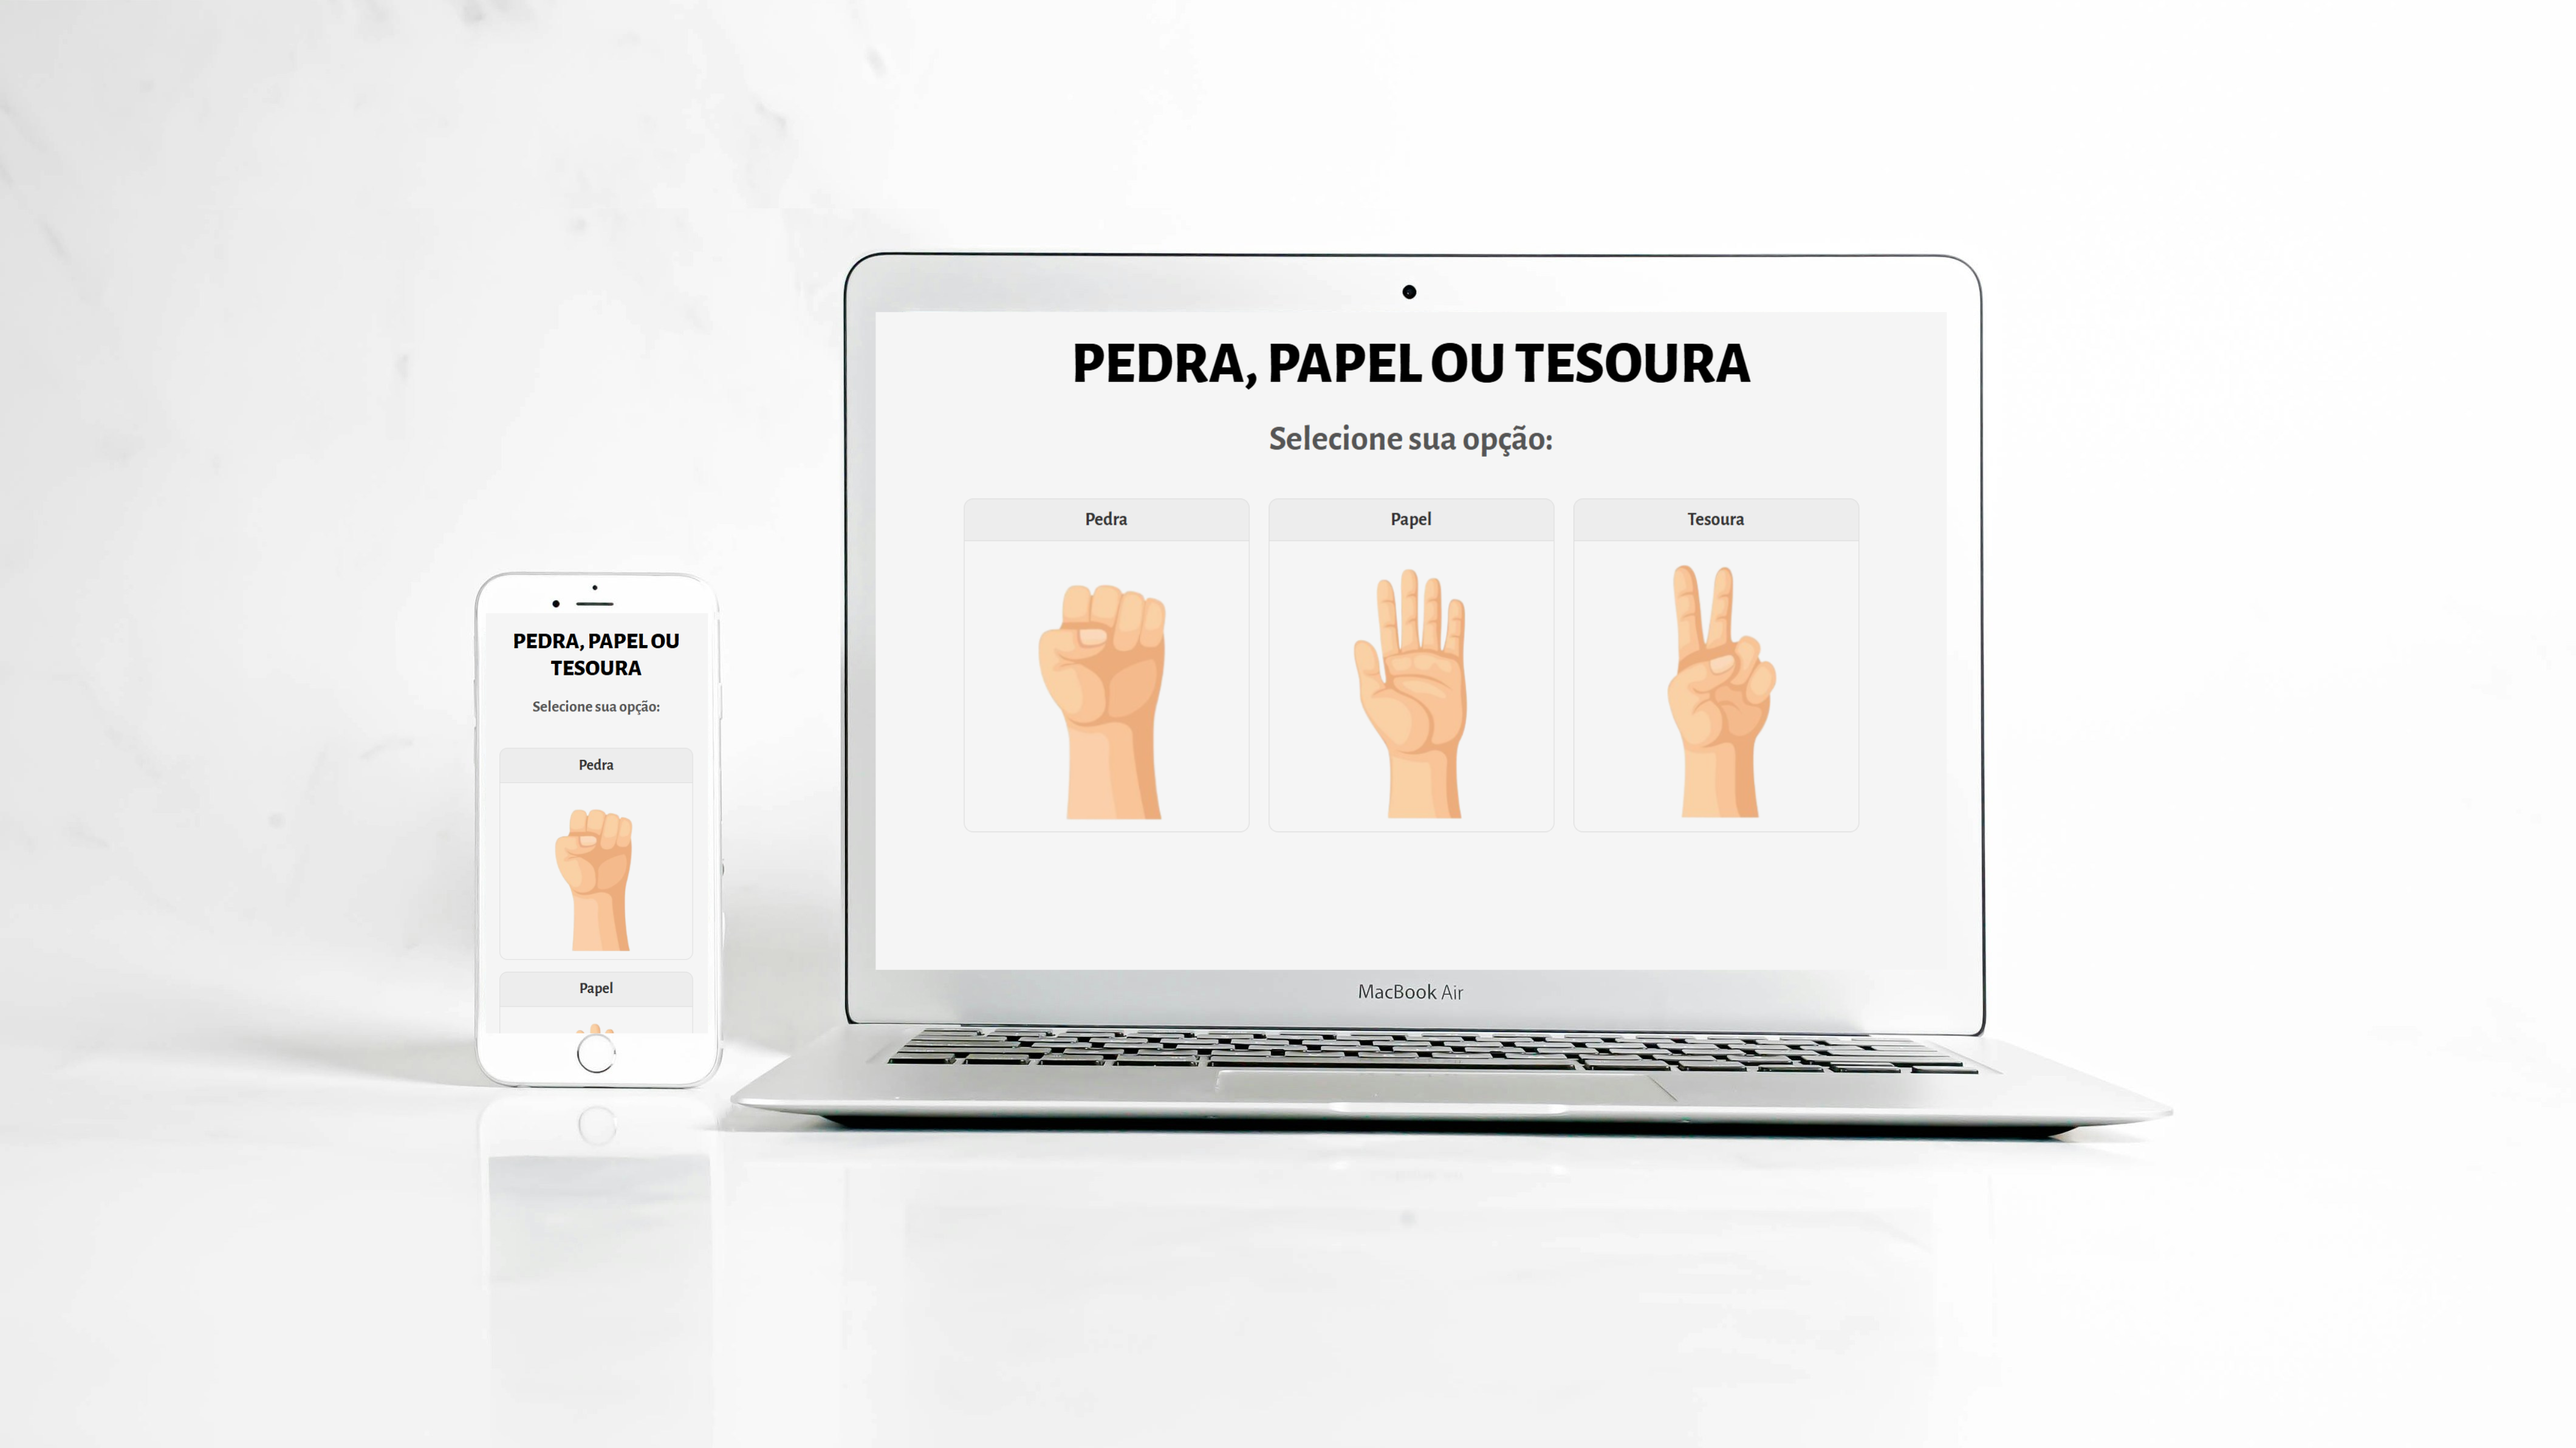 PEDRA, PAPEL OU
TESOURA
Selecione sua opção:
Pedra
Papel
PEDRA, PAPEL OU TESOURA
Selecione sua opção:
Pedra
Papel
Tesoura
MacBook Air